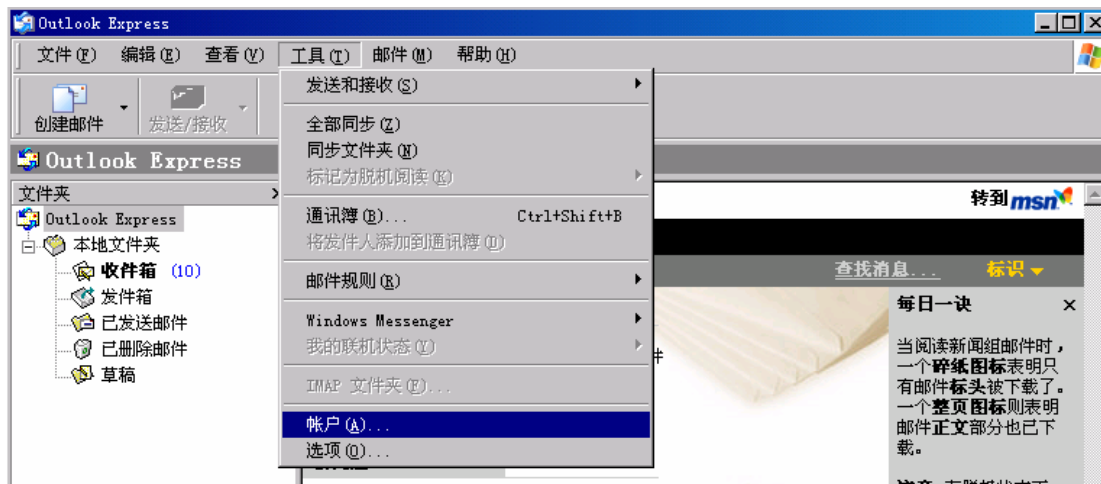 Outlook Express
文件(F) 编辑(E) 查看(V) 工具(T) 邮件(M) 帮助(H)
创建邮件 发送/接收
Outlook Express
文件夹
Outlook Express
本地文件夹
收件箱 (10)
发件箱
已发送邮件
已删除邮件
草稿
发送和接收(S)
全部同步(Z)
同步文件夹(N)
标记为脱机阅读(K)
通讯簿(B)... Ctrl+Shift+B
将发件人添加到通讯簿(D)
邮件规则(R)
Windows Messenger
我的联机状态(Y)
IMAP 文件夹(F)...
帐户(A)...
选项(O)...
转到 msn
查找消息... 标识
件
每日一诀 ×
当阅读新闻组邮件时，
一个碎纸图标表明只
有邮件标头被下载了。
一个整页图标则表明
邮件正文部分也已下
载。